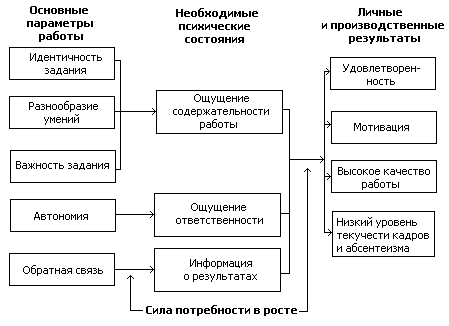 Основные
параметры
работы
Необходимые
психические
состояния
Личные
и производственные
результаты
Идентичность
задания
Разнообразие
умений
Важность задания
Автономия
Обратная связь
Ощущение
содержательности
работы
Ощущение
ответственности
Информация
о результатах
Удовлетворен-
ность
Мотивация
Высокое качество
работы
Низкий уровень
текучести кадров
и абсентеизма
Сила потребности в росте